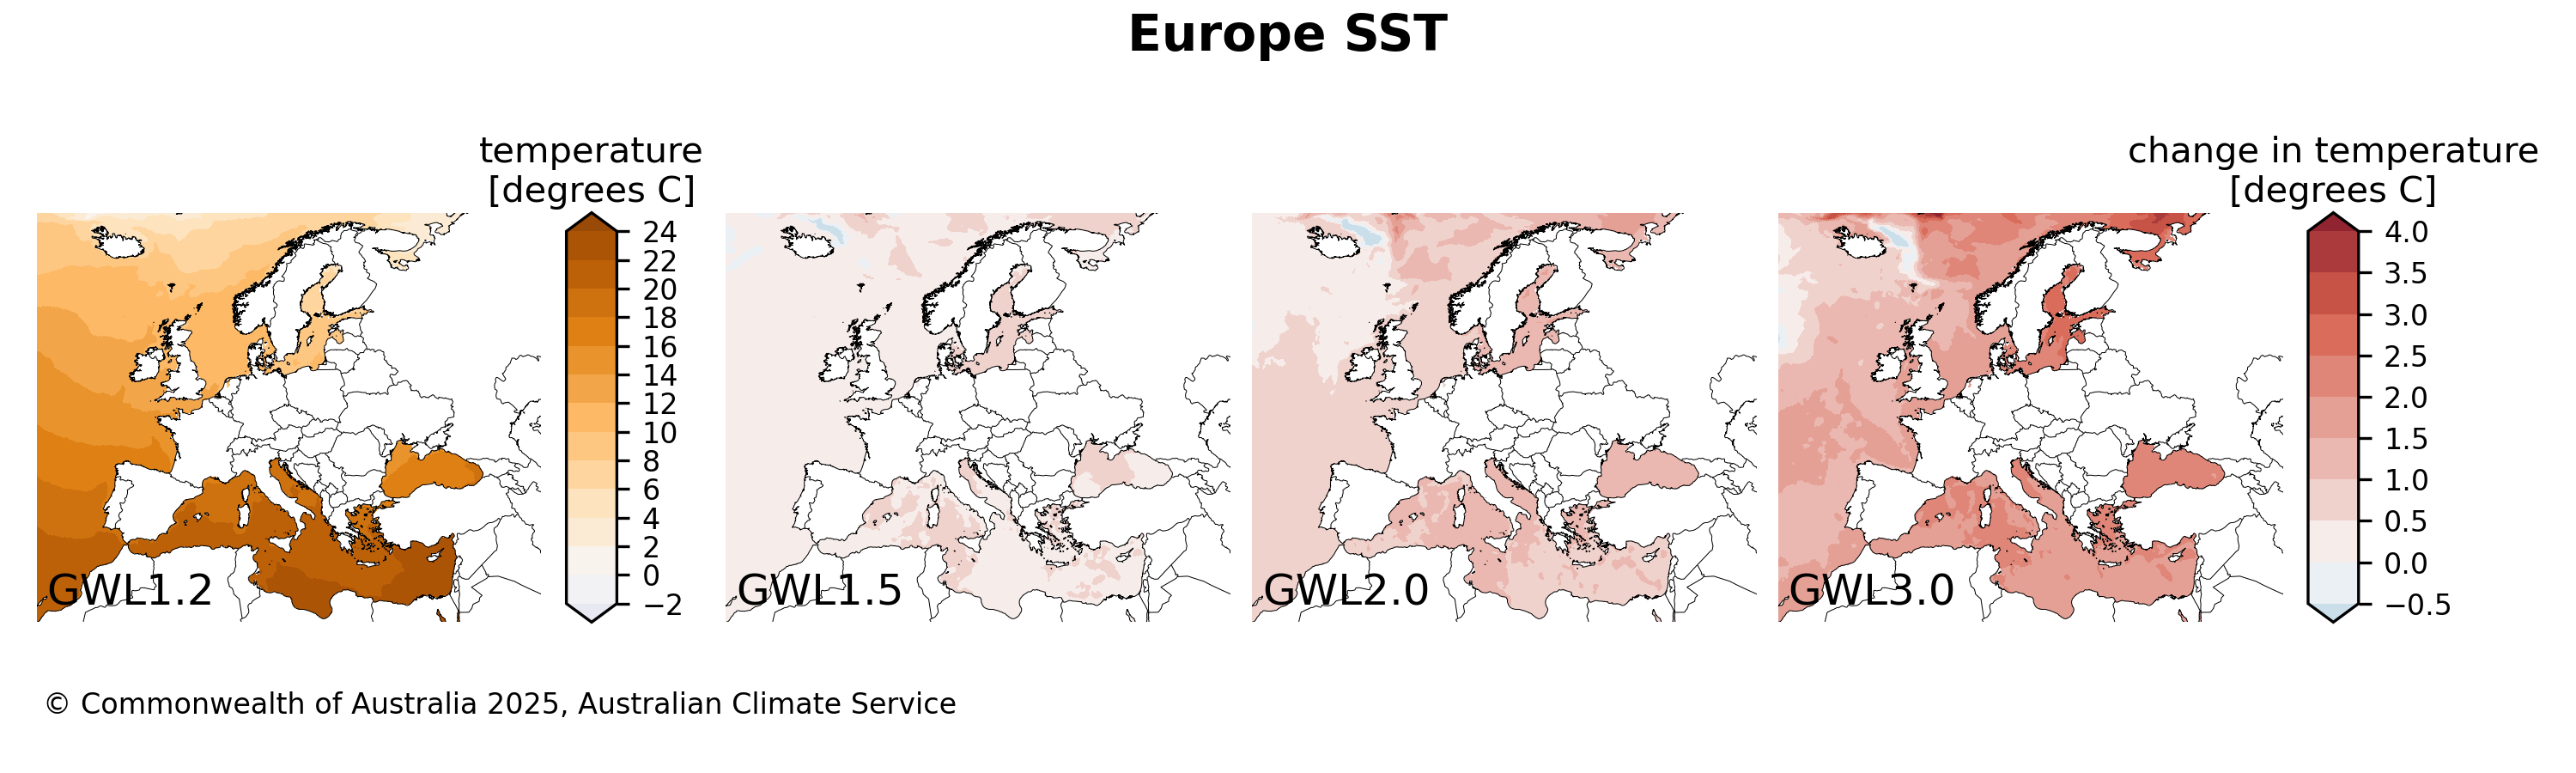 Europe SST
temperature
[degrees C]
24
22
20
18
16
14
12
10
8
6
4
2
0
−2
GWL1.2
GWL1.5
GWL2.0
GWL3.0
change in temperature
[degrees C]
4.0
3.5
3.0
2.5
2.0
1.5
1.0
0.5
0.0
−0.5
© Commonwealth of Australia 2025, Australian Climate Service